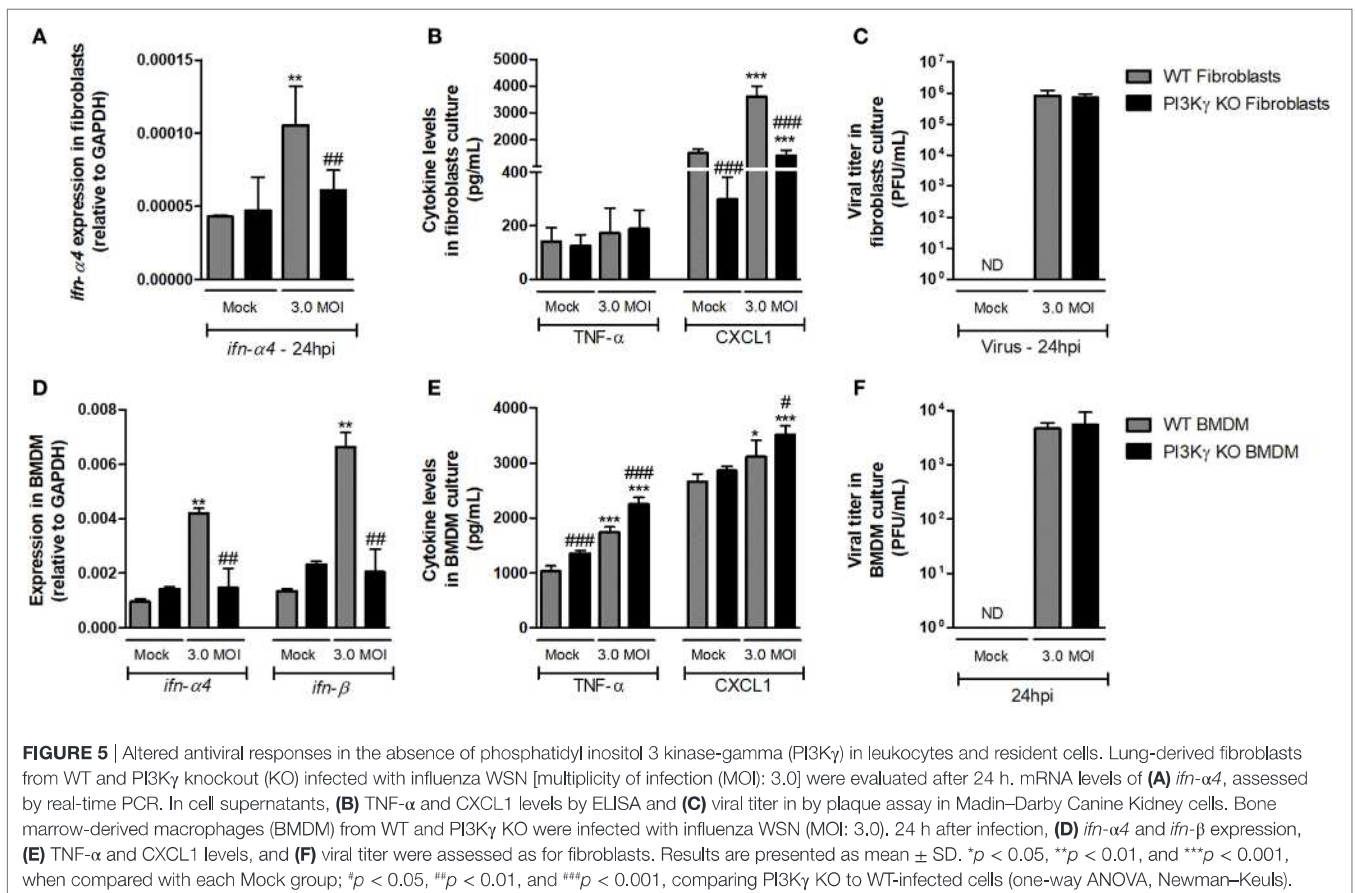 A
ifn-α4 expression in fibroblasts
(relative to GAPDH)
0.00015
0.00010
0.00005
0.00000
**
##
Mock
3.0 MOI
ifn-α4 - 24hpi
B
Cytokine levels
in fibroblasts culture
(pg/mL)
5000
4000
3000
2000
400
200
0
###
***
###
***
Mock
3.0 MOI
Mock
3.0 MOI
TNF-α
CXCL1
C
Viral titer in
fibroblasts culture
(PFU/mL)
10⁷
10⁶
10⁵
10⁴
10³
10²
10¹
10⁰
ND
Mock
3.0 MOI
Virus - 24hpi
WT Fibroblasts
PI3Kγ KO Fibroblasts
D
Expression in BMDM
(relative to GAPDH)
0.008
0.006
0.004
0.002
0.000
**
##
**
##
Mock
3.0 MOI
Mock
3.0 MOI
ifn-α4
ifn-β
E
Cytokine levels
in BMDM culture
(pg/mL)
4000
3000
2000
1000
0
###
***
###
***
*
#
***
Mock
3.0 MOI
Mock
3.0 MOI
TNF-α
CXCL1
F
Viral titer in
BMDM culture
(PFU/mL)
10⁴
10³
10²
10¹
10⁰
ND
Mock
3.0 MOI
24hpi
WT BMDM
PI3Kγ KO BMDM
FIGURE 5 | Altered antiviral responses in the absence of phosphatidyl inositol 3 kinase-gamma (PI3Kγ) in leukocytes and resident cells. Lung-derived fibroblasts
from WT and PI3Kγ knockout (KO) infected with influenza WSN [multiplicity of infection (MOI): 3.0] were evaluated after 24 h. mRNA levels of (A) ifn-α4, assessed
by real-time PCR. In cell supernatants, (B) TNF-α and CXCL1 levels by ELISA and (C) viral titer in by plaque assay in Madin–Darby Canine Kidney cells. Bone
marrow-derived macrophages (BMDM) from WT and PI3Kγ KO were infected with influenza WSN (MOI: 3.0). 24 h after infection, (D) ifn-α4 and ifn-β expression,
(E) TNF-α and CXCL1 levels, and (F) viral titer were assessed as for fibroblasts. Results are presented as mean ± SD. *p < 0.05, **p < 0.01, and ***p < 0.001,
when compared with each Mock group; #p < 0.05, ##p < 0.01, and ###p < 0.001, comparing PI3Kγ KO to WT-infected cells (one-way ANOVA, Newman–Keuls).